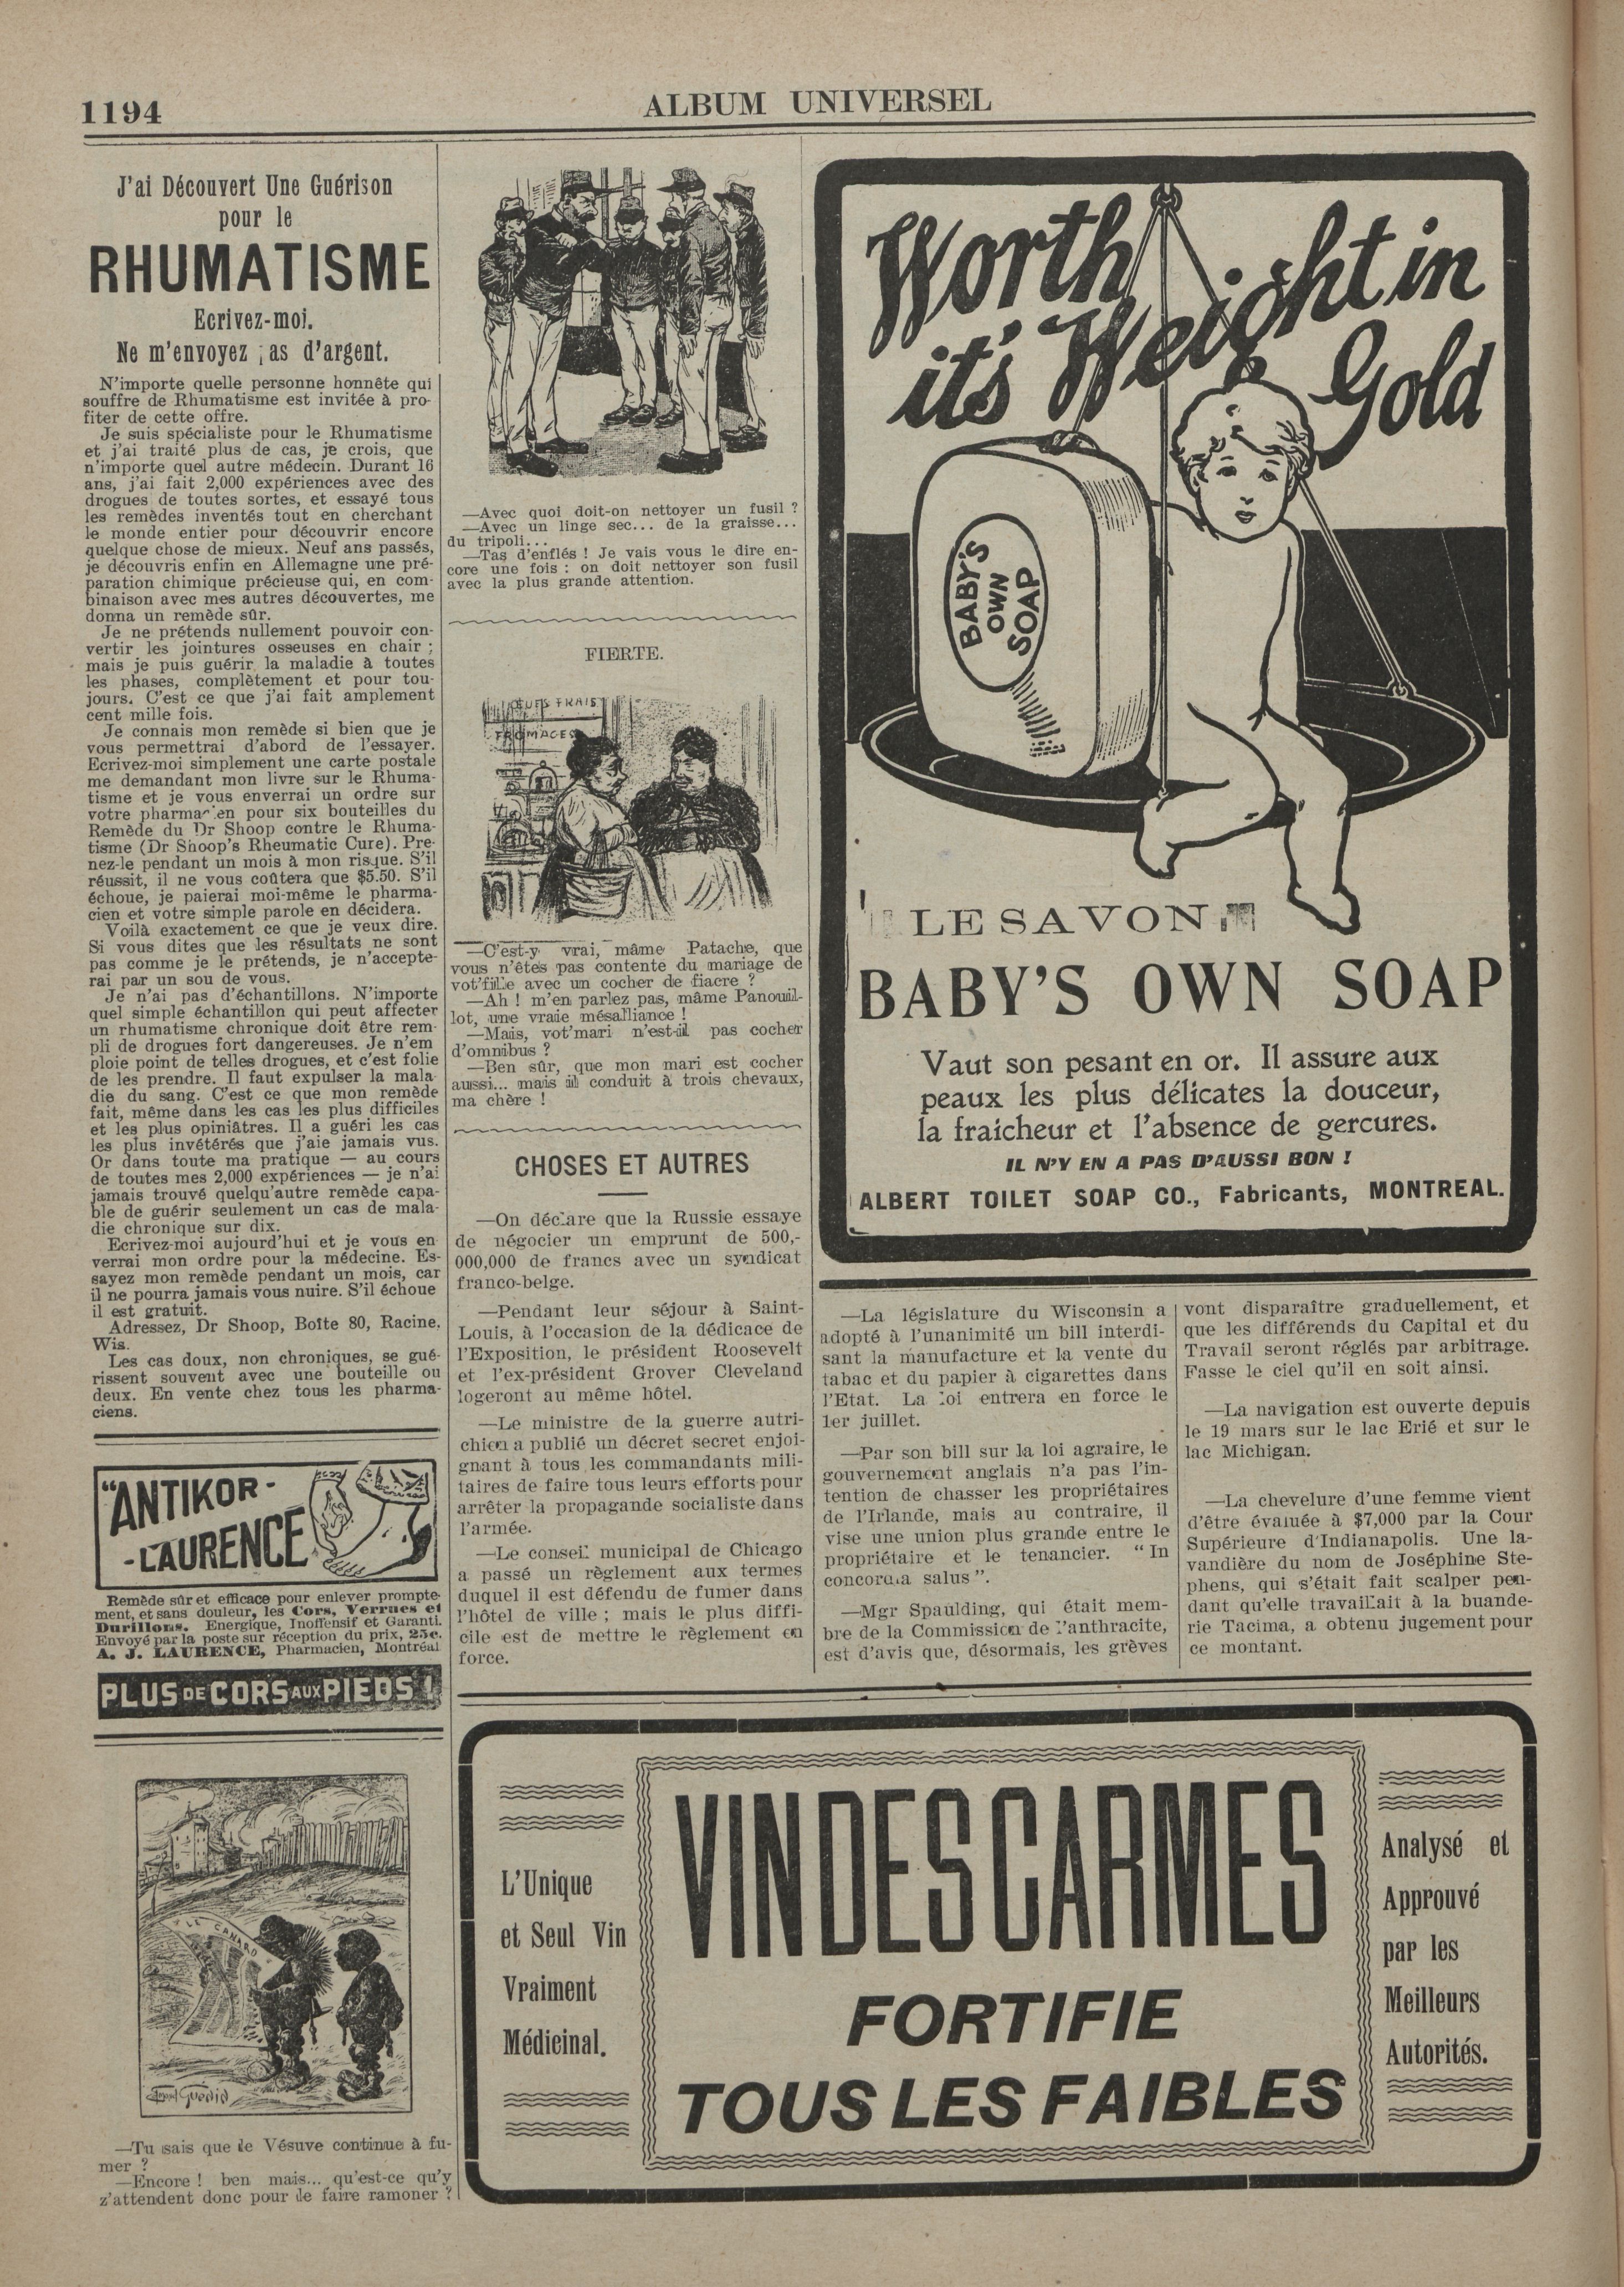 1194
ALBUM UNIVERSEL
J'ai Découvert Une Guérison
pour le
RHUMATISME
Ecrivez-moi.
Ne m'envoyez pas d'argent.
N'importe quelle personne honnête qui
souffre de Rhumatisme est invitée à pro-
fiter de cette offre.
Je suis spécialiste pour le Rhumatisme
et j'ai traité plus de cas, je crois, que
n'importe quel autre médecin. Durant 16
ans, j'ai fait 2,000 expériences avec des
drogues de toutes sortes, et essayé tous
les remèdes inventés tout en cherchant
le monde entier pour découvrir encore
quelque chose de mieux. Neuf ans passés,
je découvris enfin en Allemagne une pré-
paration chimique précieuse qui, en com-
binaison avec mes autres découvertes, me
donna un remède sûr.
Je ne prétends nullement pouvoir con-
vertir les jointures osseuses en chair ;
mais je puis guérir la maladie à toutes
les phases, complètement et pour tou-
jours. C'est ce que j'ai fait amplement
cent mille fois.
Je connais mon remède si bien que je
vous permettrai d'abord de l'essayer.
Ecrivez-moi simplement une carte postale
me demandant mon livre sur le Rhuma-
tisme et je vous enverrai un ordre sur
votre pharmacien pour six bouteilles du
Remède du Dr Shoop contre le Rhuma-
tisme (Dr Shoop's Rheumatic Cure). Pre-
nez-le pendant un mois à mon risque. S'il
réussit, il ne vous coûtera que $5.50. S'il
échoue, je paierai moi-même le pharma-
cien et votre simple parole en décidera.
Voilà exactement ce que je veux dire.
Si vous dites que les résultats ne sont
pas comme je le prétends, je n'accepte-
rai par un sou de vous.
Je n'ai pas d'échantillons. N'importe
quel simple échantillon qui peut affecter
un rhumatisme chronique doit être rem-
pli de drogues fort dangereuses. Je n'em
ploie point de telles drogues, et c'est folie
de les prendre. Il faut expulser la mala
die du sang. C'est ce que mon remède
fait, même dans les cas les plus difficiles
et les plus opiniâtres. Il a guéri les cas
les plus invétérés que j'aie jamais vus.
Or dans toute ma pratique — au cours
de toutes mes 2,000 expériences — je n'ai
jamais trouvé quelqu'autre remède capa-
ble de guérir seulement un cas de mala-
die chronique sur dix.
Ecrivez-moi aujourd'hui et je vous en
verrai mon ordre pour la médecine. Es-
sayez mon remède pendant un mois, car
il ne pourra jamais vous nuire. S'il échoue
il est gratuit.
Adressez, Dr Shoop, Boîte 80, Racine,
Wis.
Les cas doux, non chroniques, se gué-
rissent souvent avec une bouteille ou
deux. En vente chez tous les pharma-
ciens.
"ANTIKOR-
-LAURENCE
Remède sûr et efficace pour enlever prompte-
ment, et sans douleur, les Cors, Verrues et
Durillons. Energique, Inoffensif et Garanti.
Envoyé par la poste sur réception du prix, 25c.
A. J. LAURENCE, Pharmacien, Montréal
PLUS DE CORS AUX PIEDS !
LE CANARD
—Tu sais que le Vésuve continue à fu-
mer ?
—Encore ! ben mais... qu'est-ce qu'y
z'attendent donc pour le faire ramoner ?
—Avec quoi doit-on nettoyer un fusil ?
—Avec un linge sec... de la graisse...
du tripoli...
—Tas d'enflés ! Je vais vous le dire en-
core une fois : on doit nettoyer son fusil
avec la plus grande attention.
FIERTE.
ŒUFS FRAIS
FROMAGES
—C'est-y vrai, mâme Patache, que
vous n'êtes pas contente du mariage de
vot'fille avec un cocher de fiacre ?
—Ah ! m'en parlez pas, mâme Panouil-
lot, une vraie mésalliance !
—Mais, vot'mari n'est-il pas cocher
d'omnibus ?
—Ben sûr, que mon mari est cocher
aussi... mais il conduit à trois chevaux,
ma chère !
CHOSES ET AUTRES
—On déclare que la Russie essaye
de négocier un emprunt de 500,-
000,000 de francs avec un syndicat
franco-belge.
—Pendant leur séjour à Saint-
Louis, à l'occasion de la dédicace de
l'Exposition, le président Roosevelt
et l'ex-président Grover Cleveland
logeront au même hôtel.
—Le ministre de la guerre autri-
chien a publié un décret secret enjoi-
gnant à tous les commandants mili-
taires de faire tous leurs efforts pour
arrêter la propagande socialiste dans
l'armée.
—Le conseil municipal de Chicago
a passé un règlement aux termes
duquel il est défendu de fumer dans
l'hôtel de ville ; mais le plus diffi-
cile est de mettre le règlement en
force.
Worth
it's Weight in
Gold
BABY'S
OWN
SOAP
LE SAVON
BABY'S OWN SOAP
Vaut son pesant en or. Il assure aux
peaux les plus délicates la douceur,
la fraicheur et l'absence de gercures.
IL N'Y EN A PAS D'AUSSI BON !
ALBERT TOILET SOAP CO., Fabricants, MONTREAL.
—La législature du Wisconsin a
adopté à l'unanimité un bill interdi-
sant la manufacture et la vente du
tabac et du papier à cigarettes dans
l'Etat. La loi entrera en force le
1er juillet.
—Par son bill sur la loi agraire, le
gouvernement anglais n'a pas l'in-
tention de chasser les propriétaires
de l'Irlande, mais au contraire, il
vise une union plus grande entre le
propriétaire et le tenancier. "In
concordia salus".
—Mgr Spaulding, qui était mem-
bre de la Commission de l'anthracite,
est d'avis que, désormais, les grèves
vont disparaître graduellement, et
que les différends du Capital et du
Travail seront réglés par arbitrage.
Fasse le ciel qu'il en soit ainsi.
—La navigation est ouverte depuis
le 19 mars sur le lac Erié et sur le
lac Michigan.
—La chevelure d'une femme vient
d'être évaluée à $7,000 par la Cour
Supérieure d'Indianapolis. Une la-
vandière du nom de Joséphine Ste-
phens, qui s'était fait scalper pen-
dant qu'elle travaillait à la buande-
rie Tacima, a obtenu jugement pour
ce montant.
L'Unique
et Seul Vin
Vraiment
Médicinal.
VIN DES CARMES
FORTIFIE
TOUS LES FAIBLES
Analysé et
Approuvé
par les
Meilleurs
Autorités.